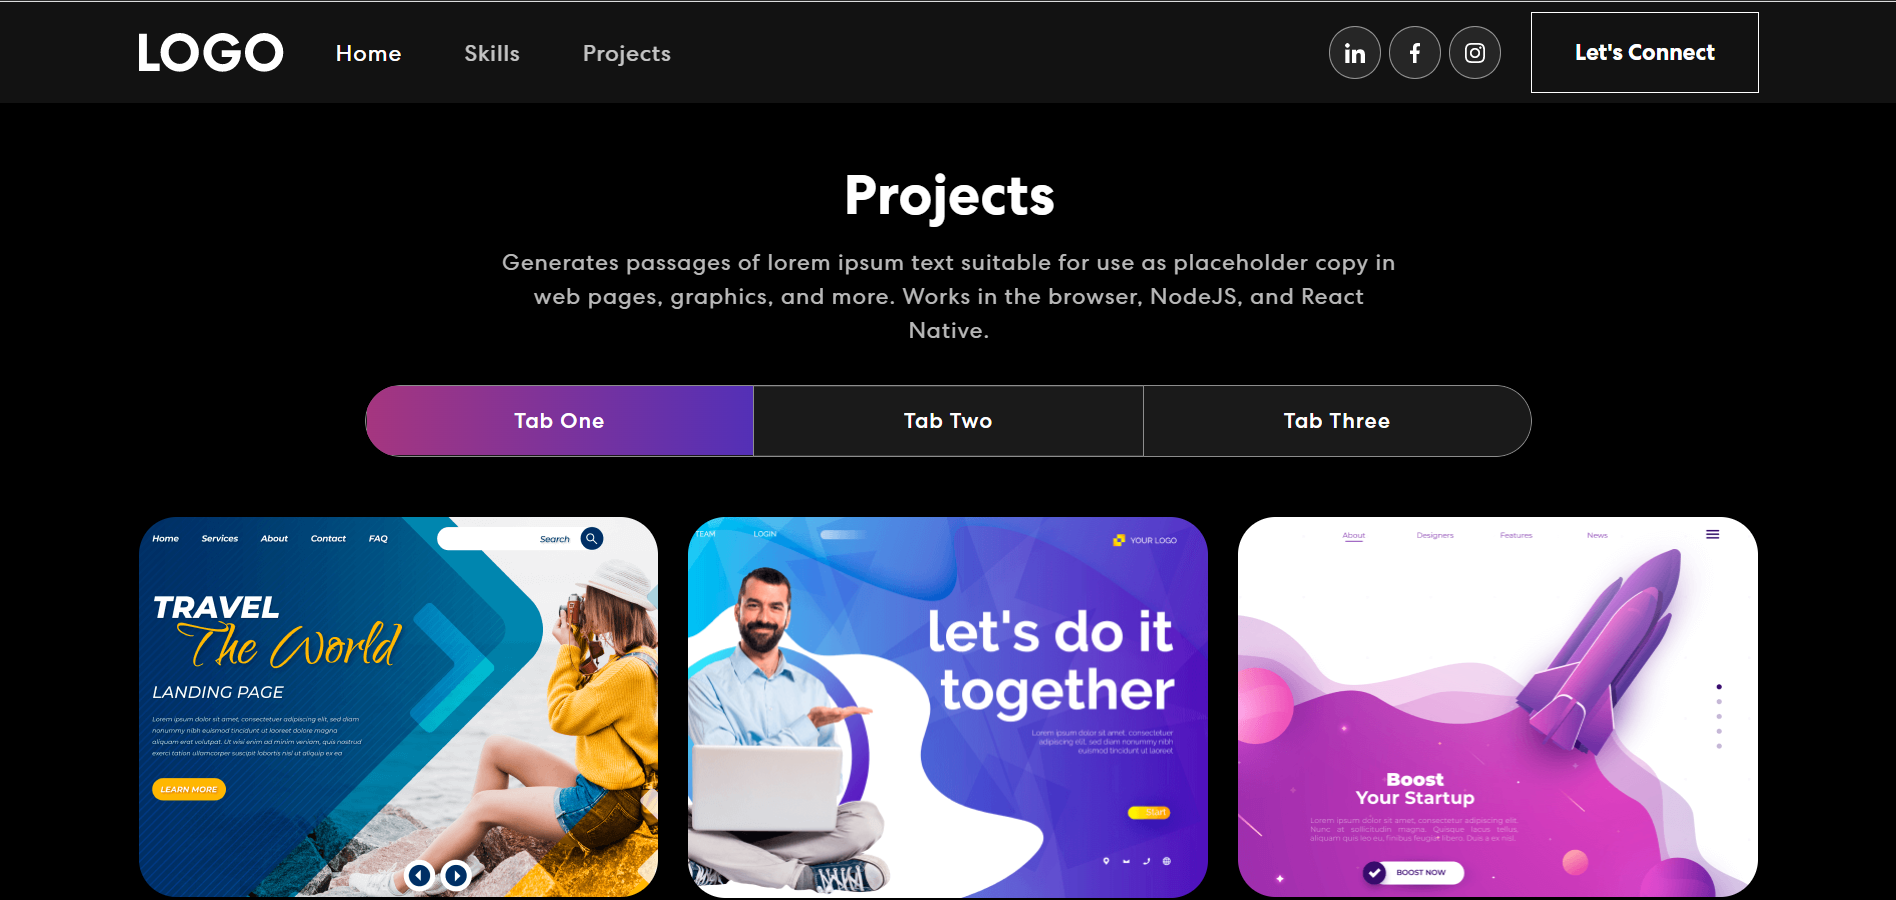 LOGO
Home
Skills
Projects
in
f
Let's Connect
Projects
Generates passages of lorem ipsum text suitable for use as placeholder copy in
web pages, graphics, and more. Works in the browser, NodeJS, and React
Native.
Tab One
Tab Two
Tab Three
Home
Services
About
Contact
FAQ
Search
TRAVEL
The World
LANDING PAGE
Lorem ipsum dolor sit amet, consectetuer adipiscing elit, sed diam
nonummy nibh euismod tincidunt ut laoreet dolore magna
aliquam erat volutpat. Ut wisi enim ad minim veniam, quis nostrud
exerci tation ullamcorper suscipit lobortis nisl ut aliquip ex ea
LEARN MORE
TEAM
LOGIN
YOUR LOGO
let's do it
together
Lorem ipsum dolor sit amet, consectetuer
adipiscing elit, sed diam nonummy nibh
euismod tincidunt ut laoreet
Start
About
Designers
Features
News
Boost
Your Startup
Lorem ipsum dolor sit amet, consectetur adipiscing elit.
Nunc at sollicitudin magna. Quisque lacus tellus,
aliquam quis leo eu, finibus feugiat libero. Duis a ex nisl.
BOOST NOW